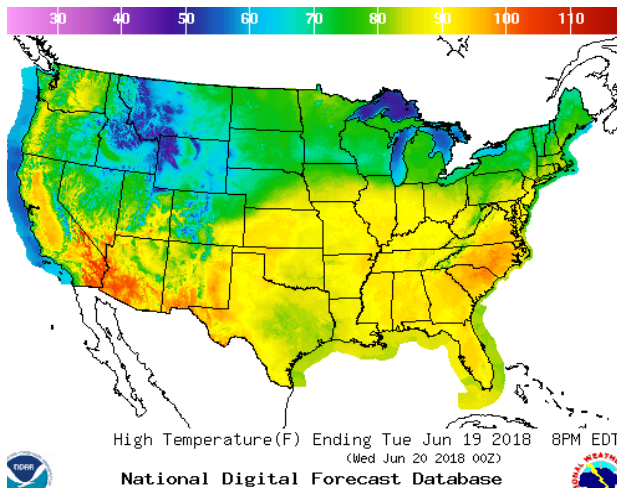 30 40 50 60 70 80 90 100 110
High Temperature(F) Ending Tue Jun 19 2018 8PM EDT
(Wed Jun 20 2018 00Z)
National Digital Forecast Database
noaa